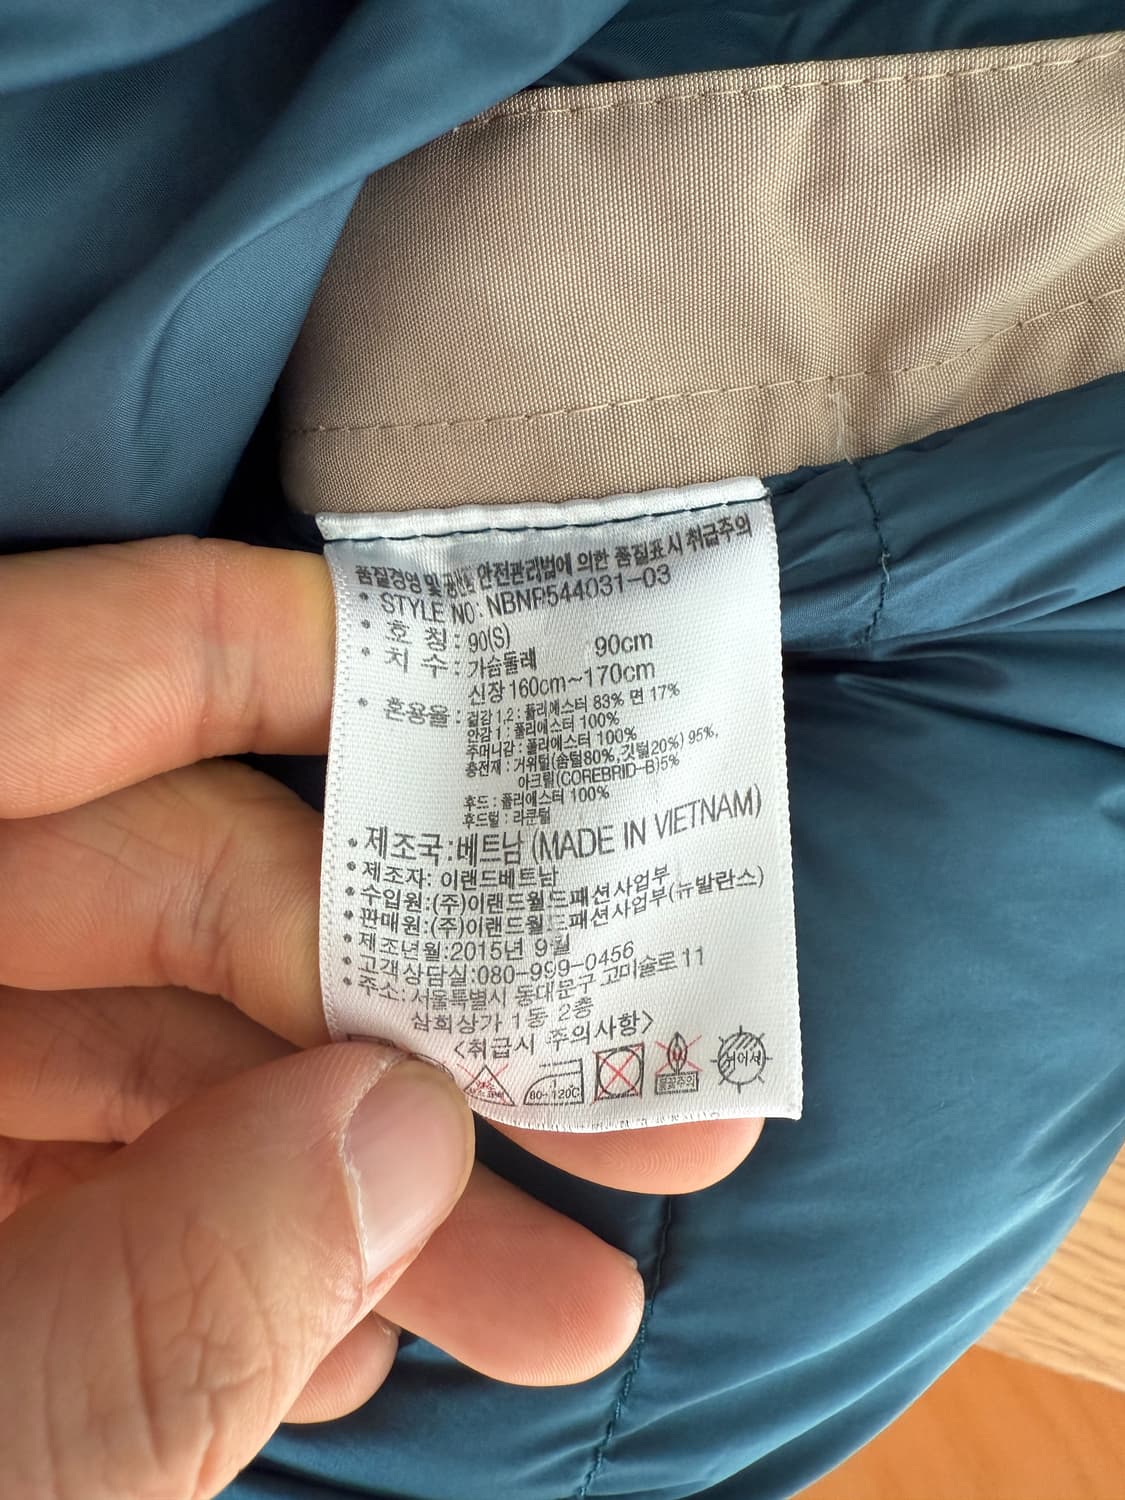 품질경영 및 공산품 안전관리법에 의한 품질표시 취급주의
• STYLE NO: NBNP544031-03
• 호 칭 : 90(S)
• 치 수 : 가슴둘레 90cm
신장 160cm~170cm
• 혼용율 : 겉감 1,2 : 폴리에스터 83% 면 17%
안감 1 : 폴리에스터 100%
주머니감 : 폴리에스터 100%
충전재 : 거위털(솜털80%, 깃털20%) 95%,
아크릴(COREBRID-B)5%
후드 : 폴리에스터 100%
후드털 : 라쿤털
• 제조국:베트남 (MADE IN VIETNAM)
• 제조자: 이랜드베트남
• 수입원:(주)이랜드월드패션사업부
• 판매원:(주)이랜드월드패션사업부(뉴발란스)
• 제조년월:2015년 9월
• 고객상담실:080-999-0456
• 주소: 서울특별시 동대문구 고미술로 11
삼희상가 1동 2층
<취급시 주의사항>
80~120℃ 불꽃주의 뉘어서